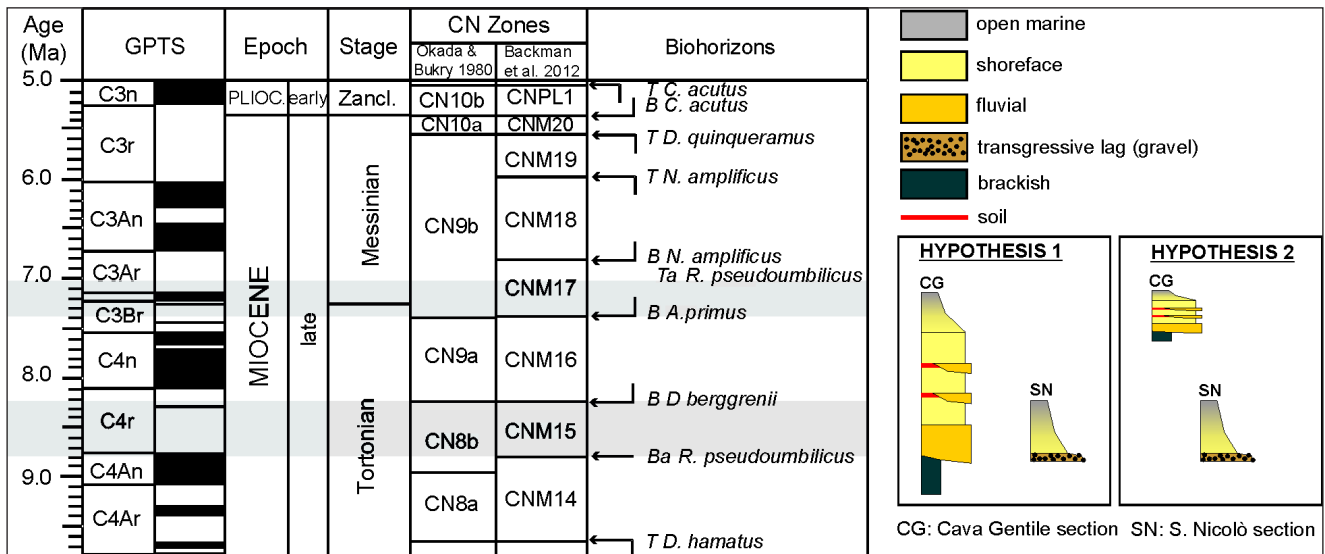 Age (Ma)
GPTS
Epoch
Stage
CN Zones
Okada & Bukry 1980
Backman et al. 2012
Biohorizons
5.0
6.0
7.0
8.0
9.0
C3n
C3r
C3An
C3Ar
C3Br
C4n
C4r
C4An
C4Ar
PLIOC.
early
MIOCENE
late
Zancl.
Messinian
Tortonian
CN10b
CN10a
CN9b
CN9a
CN8b
CN8a
CNPL1
CNM20
CNM19
CNM18
CNM17
CNM16
CNM15
CNM14
T C. acutus
B C. acutus
T D. quinqueramus
T N. amplificus
B N. amplificus
Ta R. pseudoumbilicus
B A.primus
B D berggrenii
Ba R. pseudoumbilicus
T D. hamatus
open marine
shoreface
fluvial
transgressive lag (gravel)
brackish
soil
HYPOTHESIS 1
CG
SN
HYPOTHESIS 2
CG
SN
CG: Cava Gentile section SN: S. Nicolò section